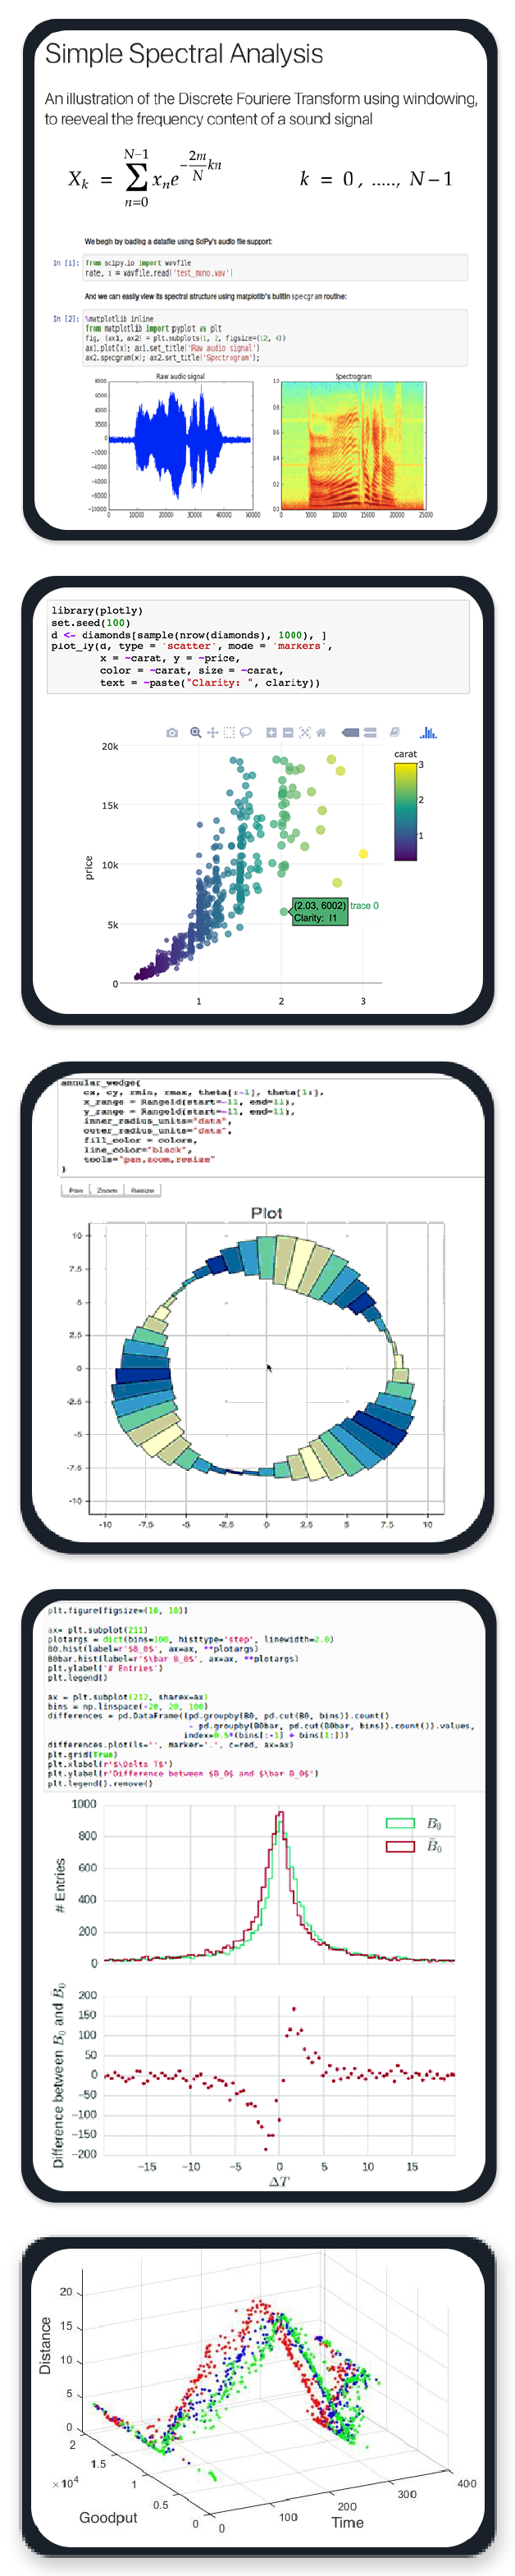 Simple Spectral Analysis
An illustration of the Discrete Fouriere Transform using windowing,
to reeveal the frequency content of a sound signal
X_k = N-1 ∑ n=0 x_n e^-2m/N kn k = 0 , ....., N-1
We begin by loading a datafile using SciPy's audio file support:
In [1]: from scipy.io import wavfile
rate, x = wavfile.read('test_mono.wav')
And we can easily view its spectral structure using matplotlib's builtin specgram routine:
In [2]: %matplotlib inline
from matplotlib import pyplot as plt
fig, (ax1, ax2) = plt.subplots(1, 2, figsize=(12, 4))
ax1.plot(x); ax1.set_title('Raw audio signal')
ax2.specgram(x); ax2.set_title('Spectrogram');
Raw audio signal
8000
6000
4000
2000
0
-2000
-4000
-6000
-8000
-10000
0 10000 20000 30000 40000 50000
Spectrogram
1.0
0.8
0.6
0.4
0.2
0.0
0 5000 10000 15000 20000 25000
library(plotly)
set.seed(100)
d <- diamonds[sample(nrow(diamonds), 1000), ]
plot_ly(d, type = 'scatter', mode = 'markers',
x = ~carat, y = ~price,
color = ~carat, size = ~carat,
text = ~paste("Clarity: ", clarity))
20k
15k
10k
5k
0
price
1 2 3
carat
3
2
1
(2.03, 6002) trace 0
Clarity: I1
annular_wedge(
cx, cy, rmin, rmax, theta[:-1], theta[1:],
x_range = Range1d(start=-11, end=11),
y_range = Range1d(start=-11, end=11),
inner_radius_units="data",
outer_radius_units="data",
fill_color = colors,
line_color="black",
tools="pan,zoom,resize"
)
Pan Zoom Resize
Plot
10
7.5
5
2.5
0
-2.5
-5
-7.5
-10
-10 -7.5 -5 -2.5 0 2.5 5 7.5 10
plt.figure(figsize=(10, 10))
ax= plt.subplot(211)
plotargs = dict(bins=100, histtype='step', linewidth=2.0)
B0.hist(label=r'$B_0$', ax=ax, **plotargs)
B0bar.hist(label=r'$\bar B_0$', ax=ax, **plotargs)
plt.ylabel('# Entries')
plt.legend()
ax = plt.subplot(212, sharex=ax)
bins = np.linspace(-20, 20, 100)
differences = pd.DataFrame((pd.groupby(B0, pd.cut(B0, bins)).count()
- pd.groupby(B0bar, pd.cut(B0bar, bins)).count()).values,
index=0.5*(bins[:-1] + bins[1:]))
differences.plot(ls='', marker='.', c=red, ax=ax)
plt.grid(True)
plt.xlabel(r'$\Delta T$')
plt.ylabel(r'Difference between $B_0$ and $\bar B_0$')
plt.legend().remove()
1000
800
600
400
200
0
# Entries
B₀
B̄₀
200
150
100
50
0
-50
-100
-150
-200
Difference between B₀ and B̄₀
-15 -10 -5 0 5 10 15
ΔT
20
15
10
5
0
Distance
2
1.5
1
0.5
0
×10⁴
Goodput
0
100
200
300
400
Time